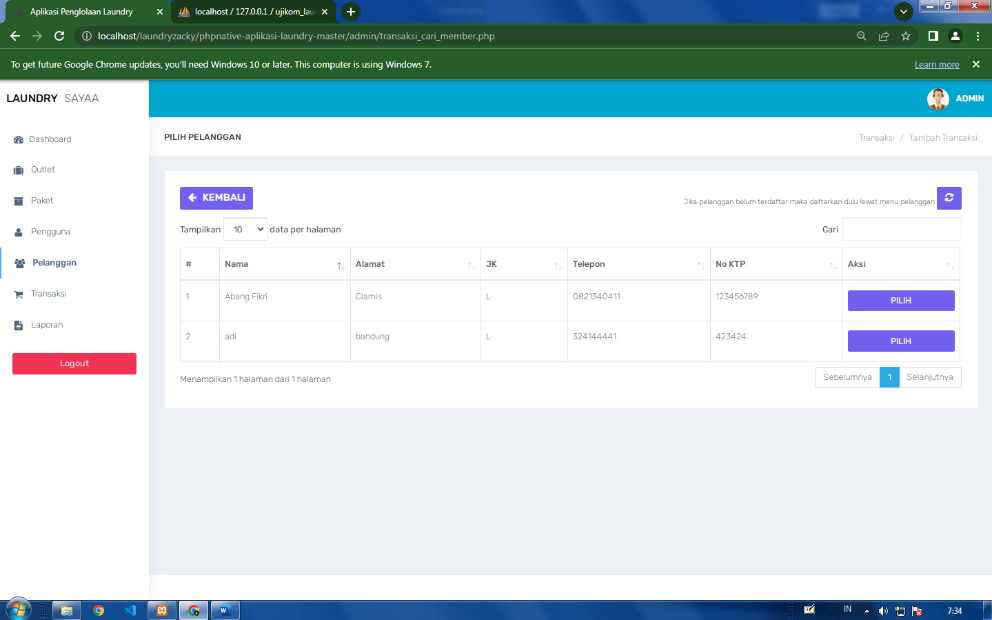 Aplikasi Penglolaan Laundry
localhost / 127.0.0.1 / ujikom_lau
localhost/laundryzacky/phpnative-aplikasi-laundry-master/admin/transaksi_cari_member.php
To get future Google Chrome updates, you'll need Windows 10 or later. This computer is using Windows 7. Learn more
LAUNDRY SAYAA
ADMIN
Dashboard
Outlet
Paket
Pengguna
Pelanggan
Transaksi
Laporan
Logout
PILIH PELANGGAN
Transaksi / Tambah Transaksi
KEMBALI
Jika pelanggan belum terdaftar maka daftarkan dulu lewat menu pelanggan
Tampilkan 10 data per halaman
Cari
# Nama Alamat JK Telepon No KTP Aksi
1 Abang Fikri Ciamis L 0821340411 123456789 PILIH
2 adi bandung L 324144441 423424 PILIH
Menampilkan 1 halaman dari 1 halaman
Sebelumnya 1 Selanjutnya
IN 7:34